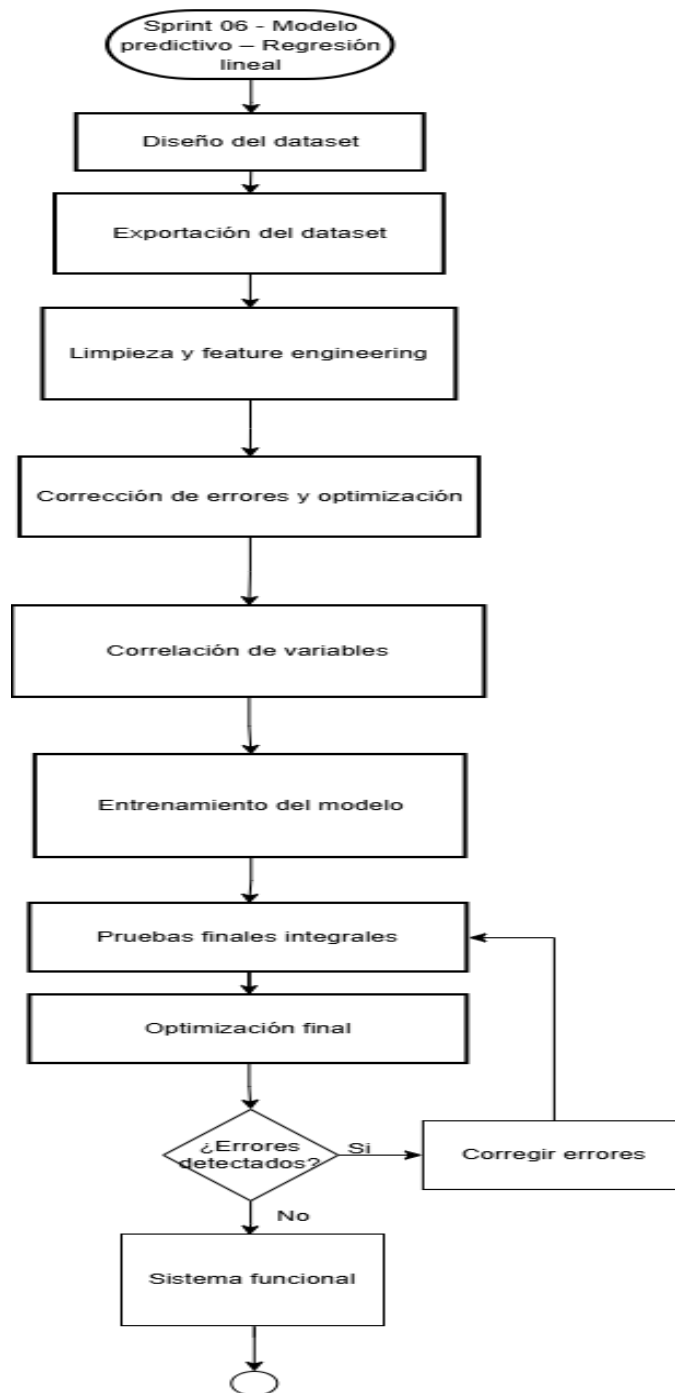 Sprint 06 - Modelo
predictivo – Regresión
lineal
Diseño del dataset
Exportación del dataset
Limpieza y feature engineering
Corrección de errores y optimización
Correlación de variables
Entrenamiento del modelo
Pruebas finales integrales
Optimización final
¿Errores
detectados?
Si
Corregir errores
No
Sistema funcional